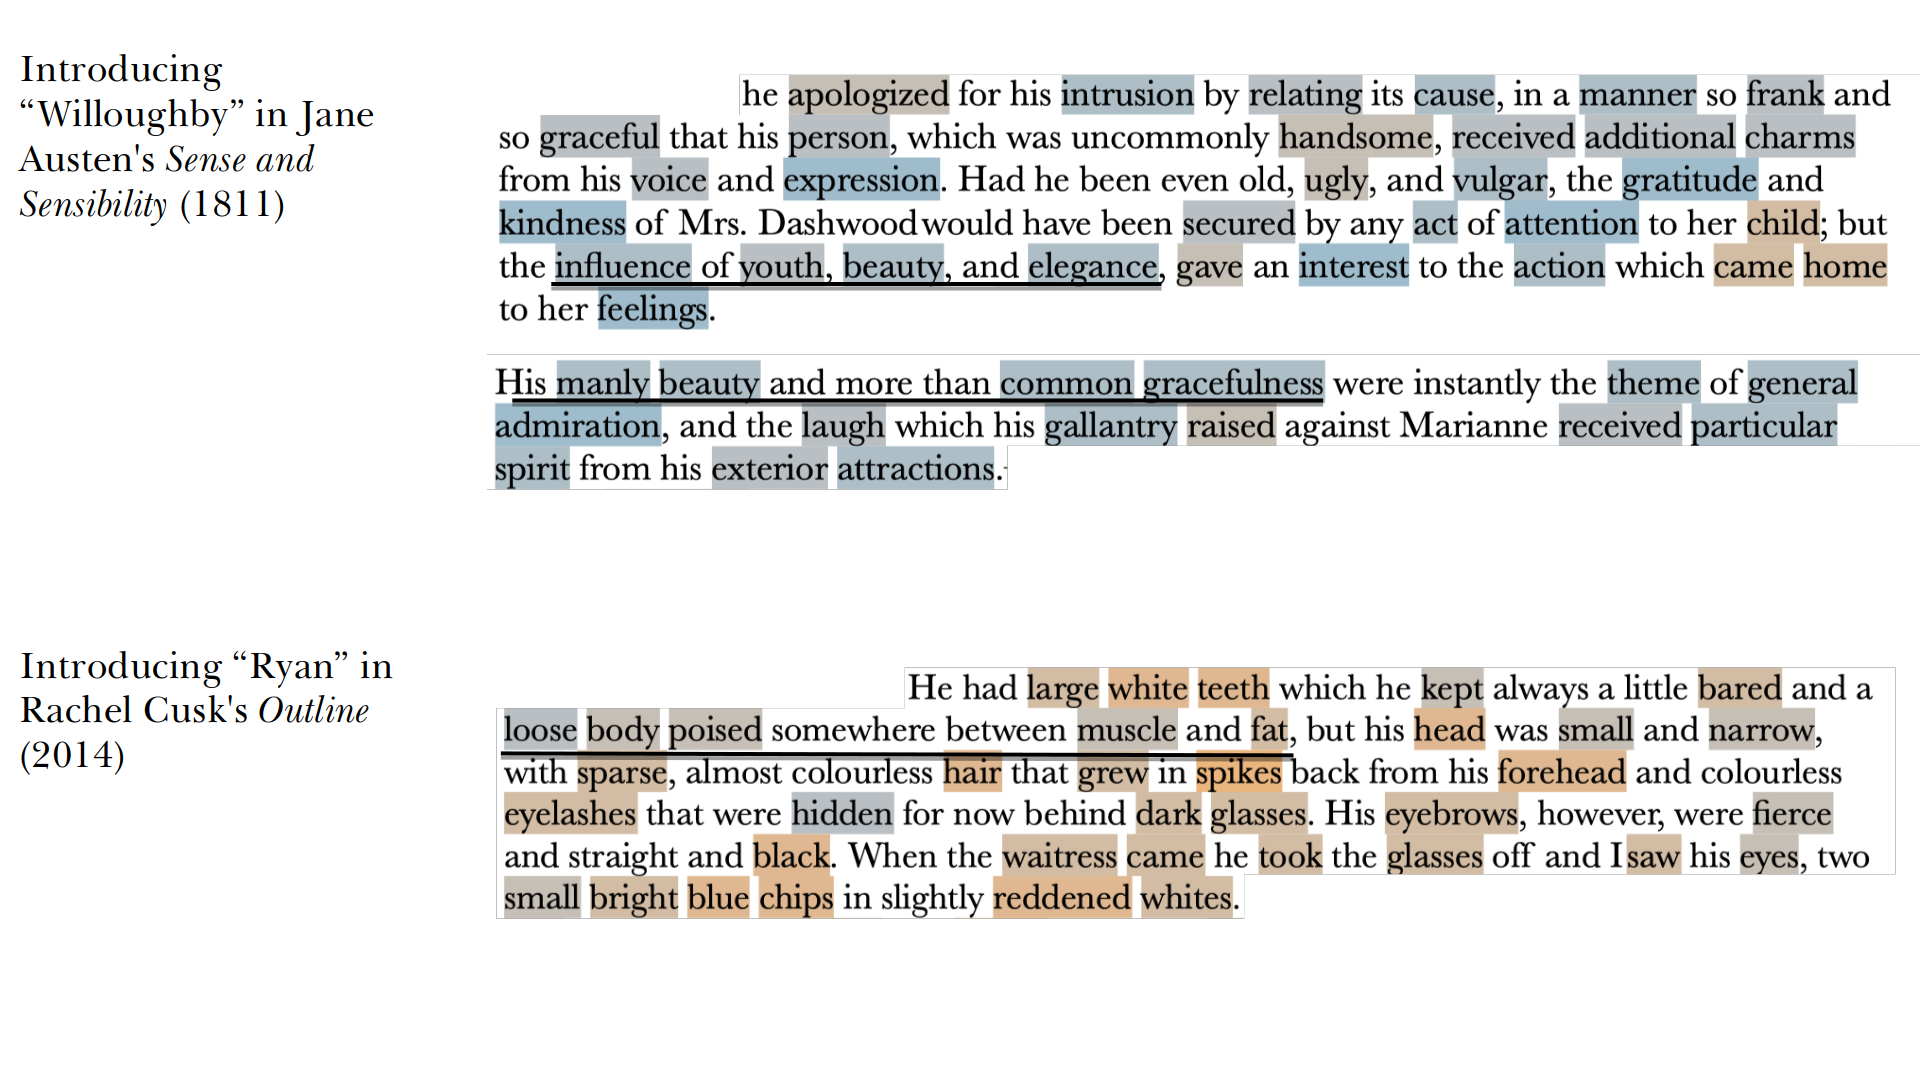 Introducing
“Willoughby” in Jane
Austen's Sense and
Sensibility (1811)
he apologized for his intrusion by relating its cause, in a manner so frank and
so graceful that his person, which was uncommonly handsome, received additional charms
from his voice and expression. Had he been even old, ugly, and vulgar, the gratitude and
kindness of Mrs. Dashwood would have been secured by any act of attention to her child; but
the influence of youth, beauty, and elegance, gave an interest to the action which came home
to her feelings.
His manly beauty and more than common gracefulness were instantly the theme of general
admiration, and the laugh which his gallantry raised against Marianne received particular
spirit from his exterior attractions.
Introducing “Ryan” in
Rachel Cusk's Outline
(2014)
He had large white teeth which he kept always a little bared and a
loose body poised somewhere between muscle and fat, but his head was small and narrow,
with sparse, almost colourless hair that grew in spikes back from his forehead and colourless
eyelashes that were hidden for now behind dark glasses. His eyebrows, however, were fierce
and straight and black. When the waitress came he took the glasses off and I saw his eyes, two
small bright blue chips in slightly reddened whites.